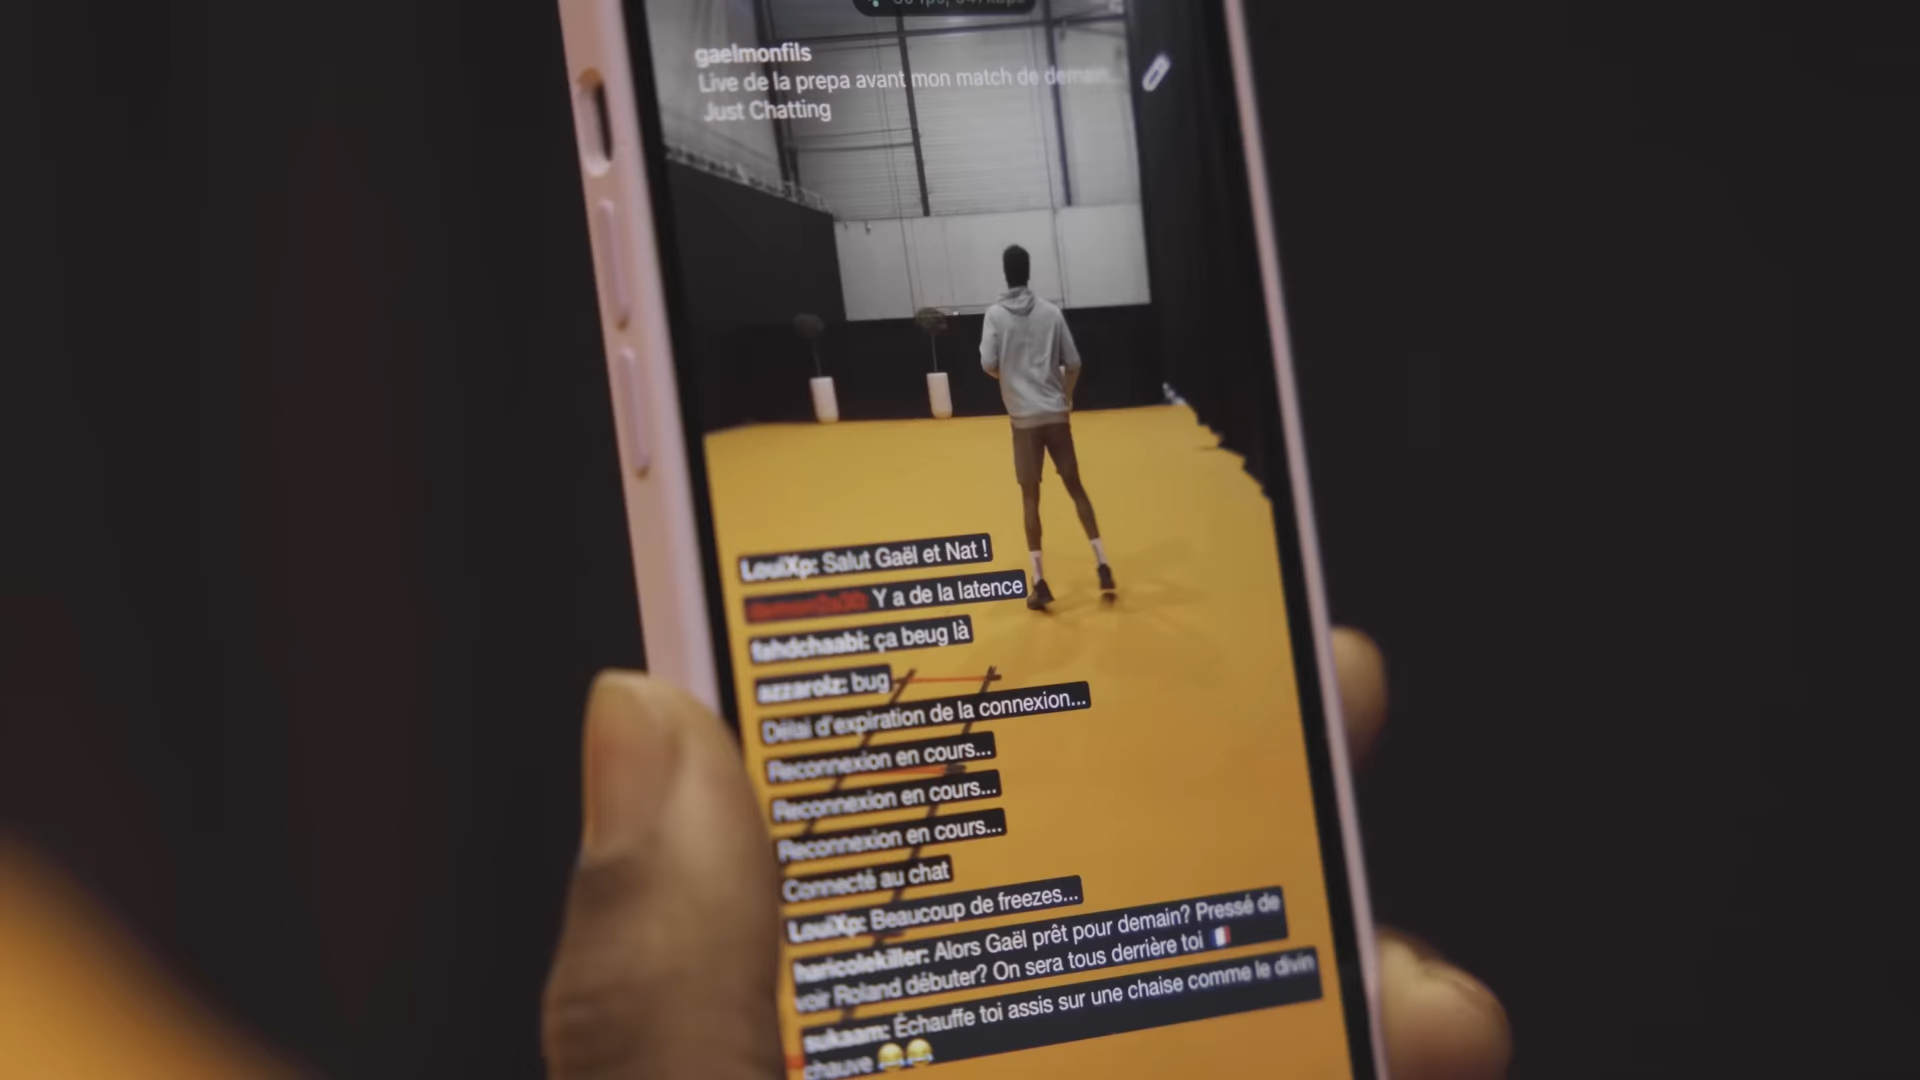 gaelmonfils
Live de la prepa avant mon match de demain...
Just Chatting
LouiXp: Salut Gaël et Nat !
Y a de la latence
fahdchaabi: ça beug là
azzarolz: bug
Délai d'expiration de la connexion...
Reconnexion en cours...
Reconnexion en cours...
Reconnexion en cours...
Connecté au chat
LouiXp: Beaucoup de freezes...
haricolekiller: Alors Gaël prêt pour demain? Pressé de
voir Roland débuter? On sera tous derrière toi 🇫🇷
sukaam: Échauffe toi assis sur une chaise comme le divin
chauve 😂😂